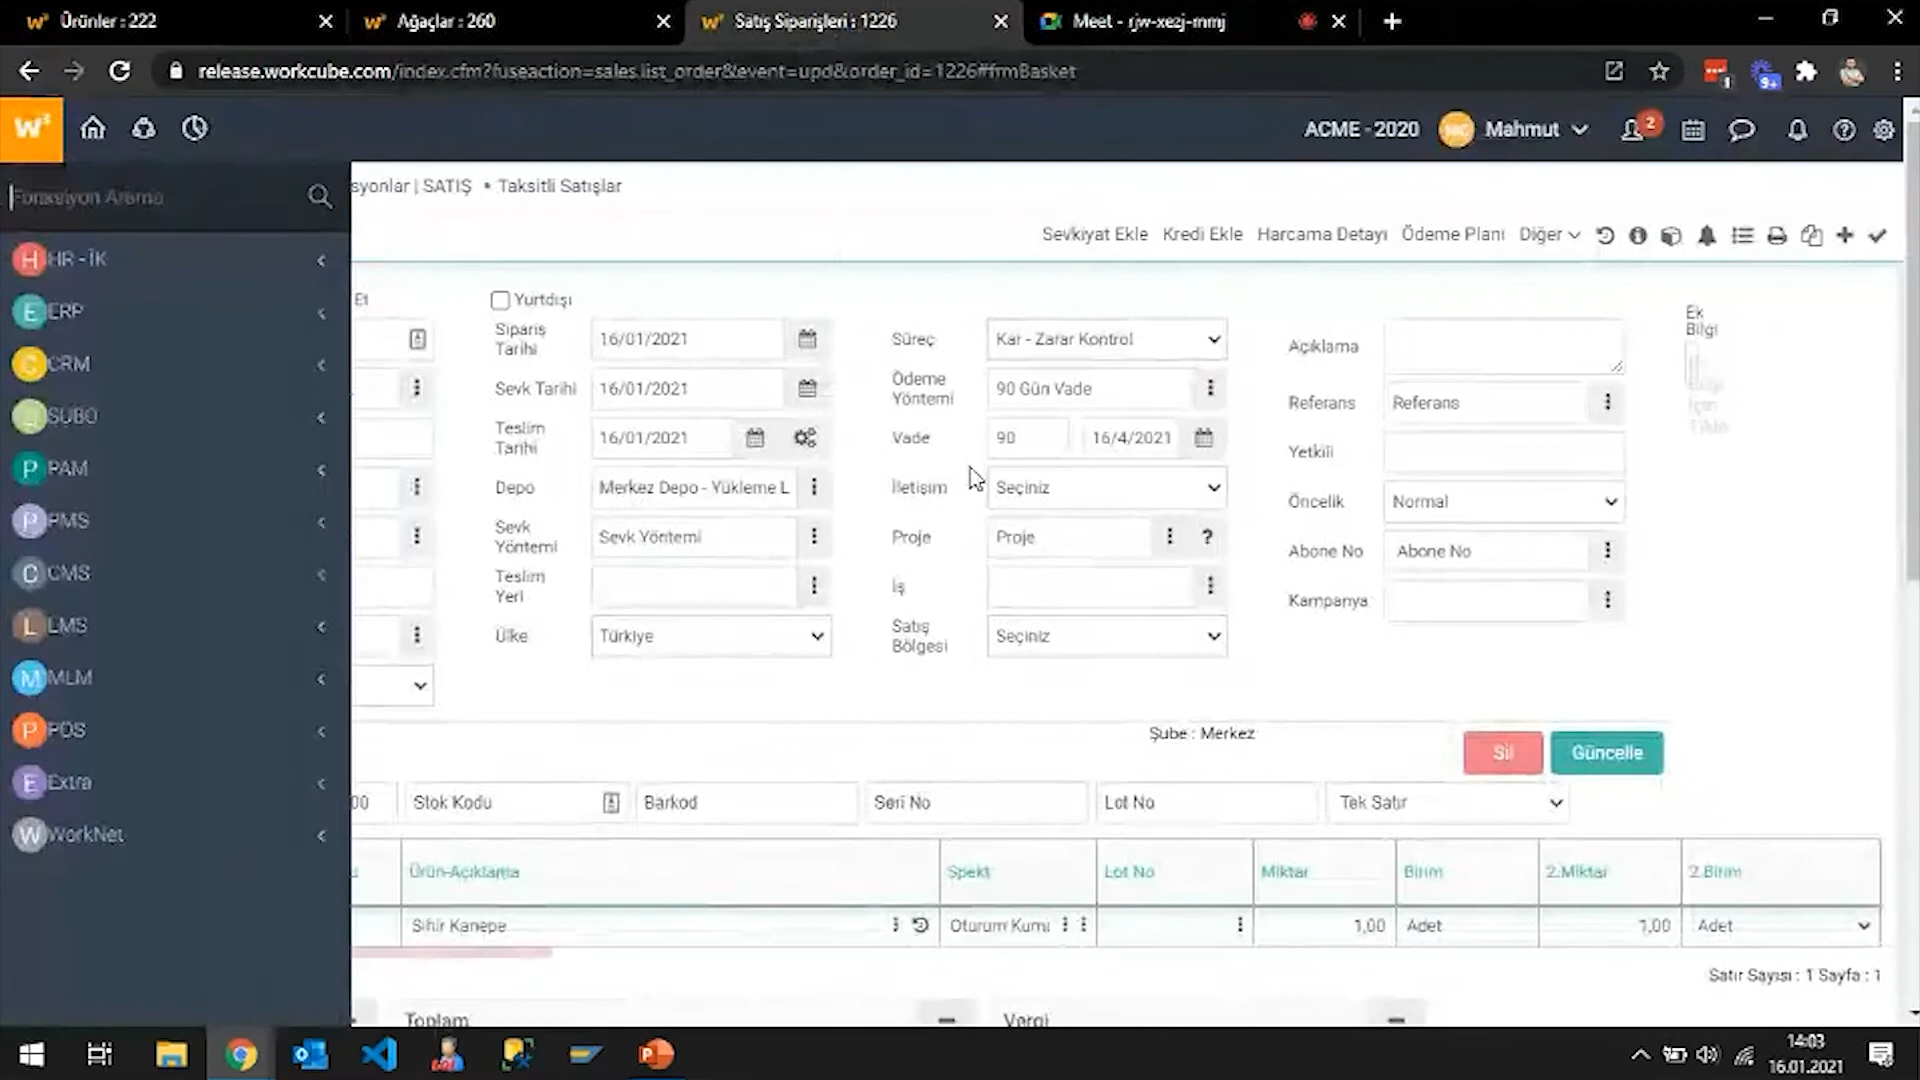 Ürünler : 222
Ağaçlar : 260
Satış Siparişleri : 1226
Meet - rjw-xezj-mmj
release.workcube.com/index.cfm?fuseaction=sales.list_order&event=upd&order_id=1226#frmBasket
1
9+
W³
ACME - 2020
Mahmut
2
Fonksiyon Arama
syonlar | SATIŞ • Taksitli Satışlar
Sevkiyat Ekle Kredi Ekle Harcama Detayı Ödeme Planı Diğer
H HR - İK
E ERP
C CRM
S SUBO
P PAM
P PMS
C CMS
L LMS
M MLM
P POS
E Extra
W WorkNet
Et
Yurtdışı
Sipariş Tarihi 16/01/2021
Sevk Tarihi 16/01/2021
Teslim Tarihi 16/01/2021
Depo Merkez Depo - Yükleme L
Sevk Yöntemi Sevk Yöntemi
Teslim Yeri
Ülke Türkiye
Süreç Kar - Zarar Kontrol
Ödeme Yöntemi 90 Gün Vade
Vade 90 16/4/2021
İletişim Seçiniz
Proje Proje ?
İş
Satış Bölgesi Seçiniz
Açıklama
Referans Referans
Yetkili
Öncelik Normal
Abone No Abone No
Kampanya
Ek Bilgi
Şube : Merkez
Sil Güncelle
00 Stok Kodu Barkod Seri No Lot No Tek Satır
Ürün-Açıklama Spekt Lot No Miktar Birim 2.Miktar 2.Birim
Sihir Kanepe Oturum Kumı 1,00 Adet 1,00 Adet
Satır Sayısı : 1 Sayfa : 1
Toplam Vergi
14:03
16.01.2021